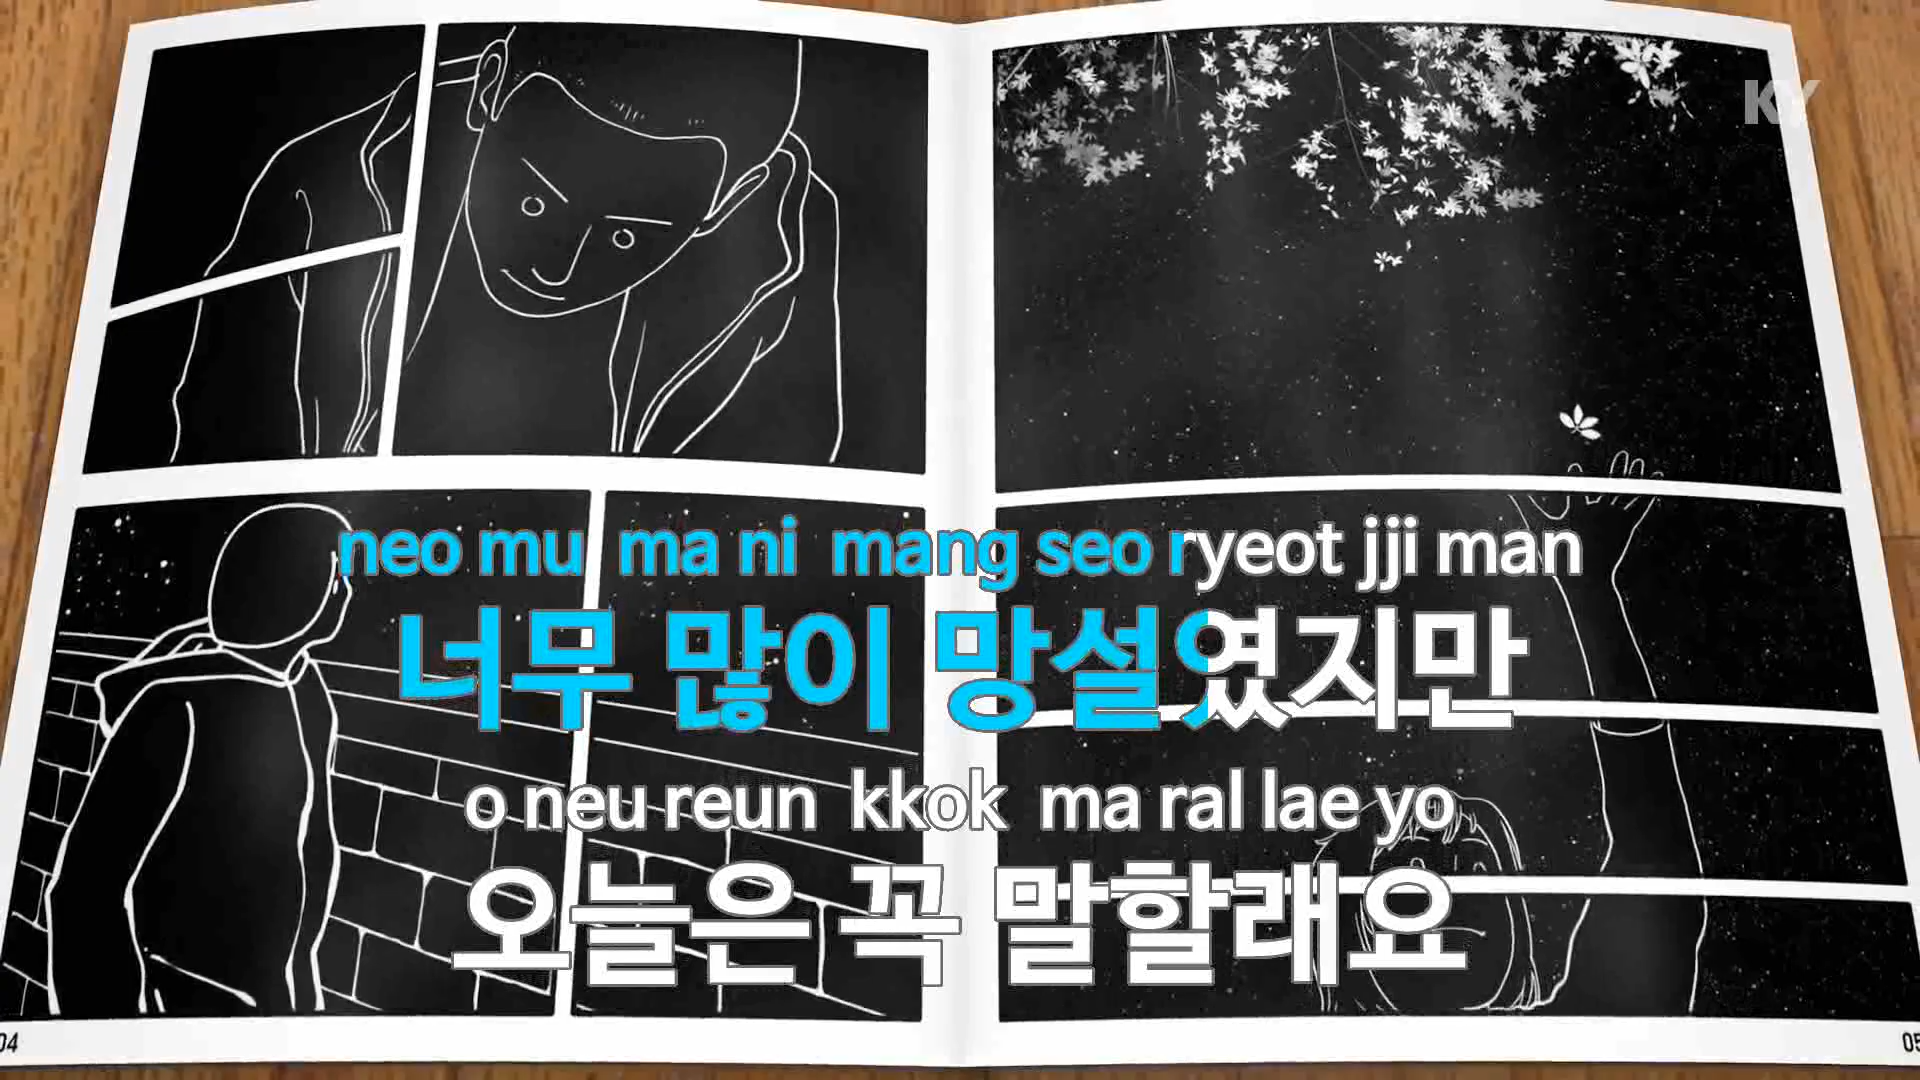 KY
neo mu ma ni mang seo ryeot jji man
너무 많이 망설였지만
o neu reun kkok ma ral lae yo
오늘은 꼭 말할래요
04
05